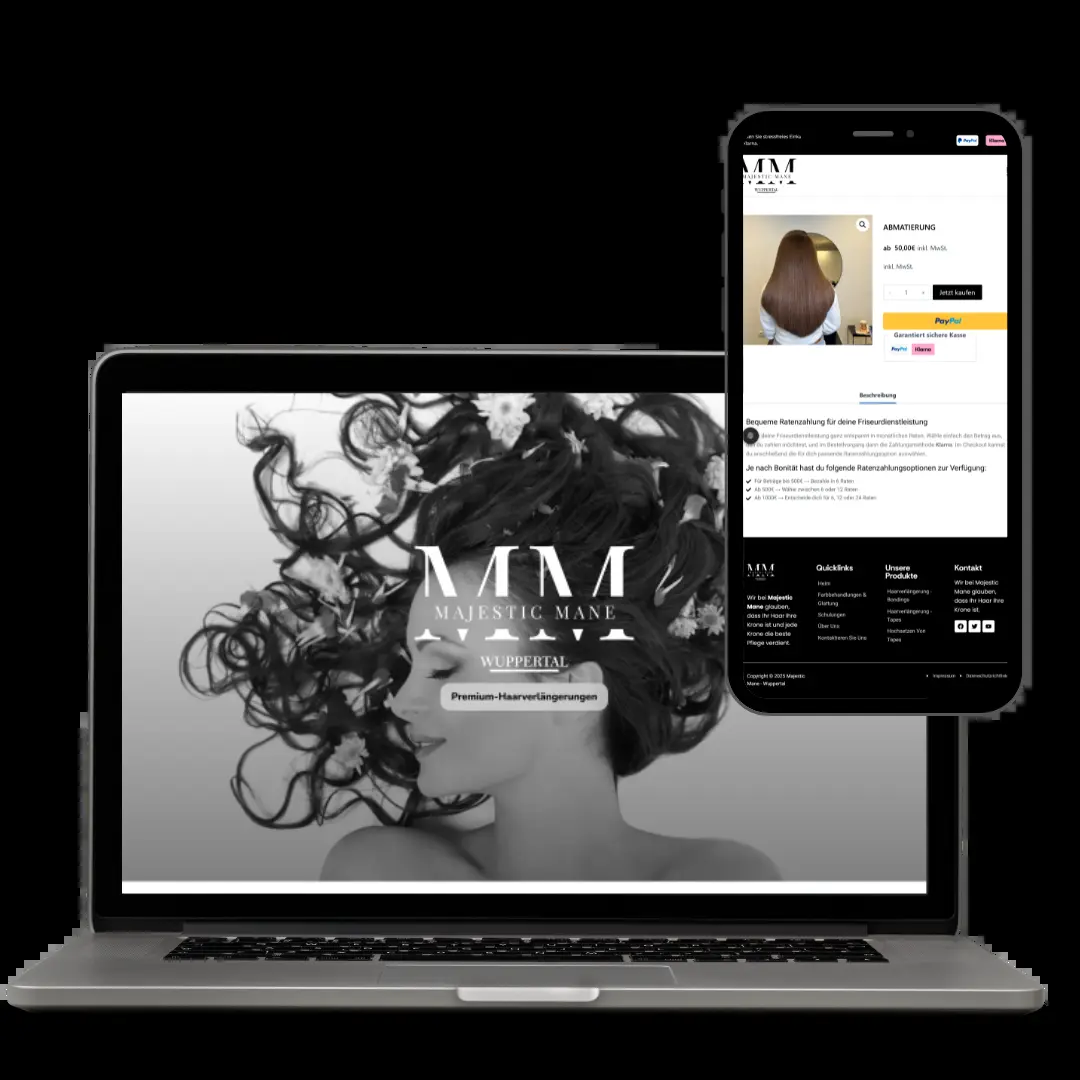 MM
MAJESTIC MANE
WUPPERTAL
Premium-Haarverlängerungen
Klarna.
PayPal
Klarna
MM
MAJESTIC MANE
WUPPERTAL
ABMATIERUNG
ab 50,00€ inkl. MwSt.
inkl. MwSt.
- 1 + Jetzt kaufen
PayPal
Garantiert sichere Kasse
PayPal Klarna
Beschreibung
Bequeme Ratenzahlung für deine Friseurdienstleistung
deine Friseurdienstleistung ganz entspannt in monatlichen Raten. Wähle einfach den Betrag aus,
du zahlen möchtest, und im Bestellvorgang dann die Zahlungsmethode Klarna. Im Checkout kannst
du anschließend die für dich passende Ratenzahlungsoption auswählen.
Je nach Bonität hast du folgende Ratenzahlungsoptionen zur Verfügung:
Für Beträge bis 500€ → Bezahle in 6 Raten
Ab 500€ → Wähle zwischen 6 oder 12 Raten
Ab 1000€ → Entscheide dich für 6, 12 oder 24 Raten
MM
Wir bei Majestic
Mane glauben,
dass Ihr Haar Ihre
Krone ist und jede
Krone die beste
Pflege verdient.
Quicklinks
Heim
Farbbehandlungen &
Glättung
Schulungen
Über Uns
Kontaktieren Sie Uns
Unsere
Produkte
Haarverlängerung -
Bondings
Haarverlängerung -
Tapes
Hochsetzen Von
Tapes
Kontakt
Wir bei Majestic
Mane glauben,
dass Ihr Haar Ihre
Krone ist.
Copyright © 2025 Majestic
Mane - Wuppertal
• Impressum • Datenschutzrichtlinie